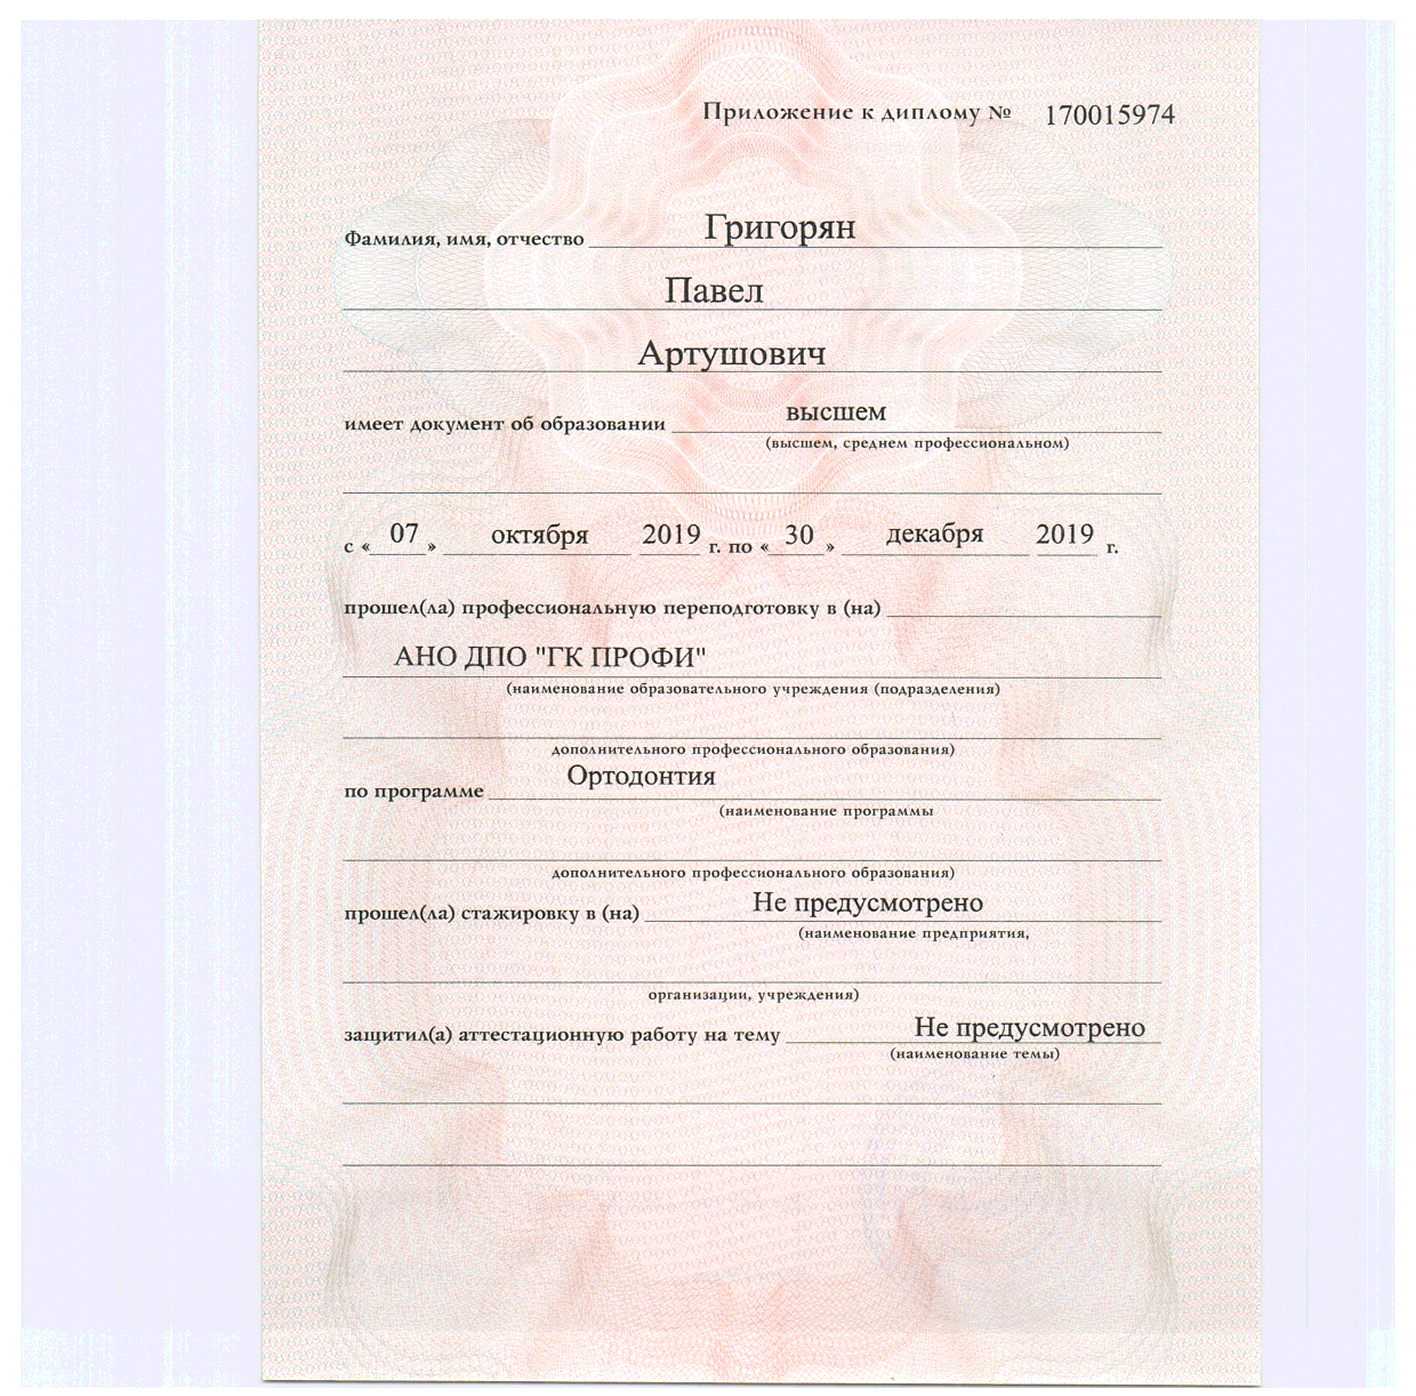 Приложение к диплому № 170015974
Фамилия, имя, отчество Григорян
Павел
Артушович
имеет документ об образовании высшем
(высшем, среднем профессиональном)
с « 07 » октября 2019 г. по « 30 » декабря 2019 г.
прошел(ла) профессиональную переподготовку в (на)
АНО ДПО "ГК ПРОФИ"
(наименование образовательного учреждения (подразделения)
дополнительного профессионального образования)
по программе Ортодонтия
(наименование программы
дополнительного профессионального образования)
прошел(ла) стажировку в (на) Не предусмотрено
(наименование предприятия,
организации, учреждения)
защитил(а) аттестационную работу на тему Не предусмотрено
(наименование темы)